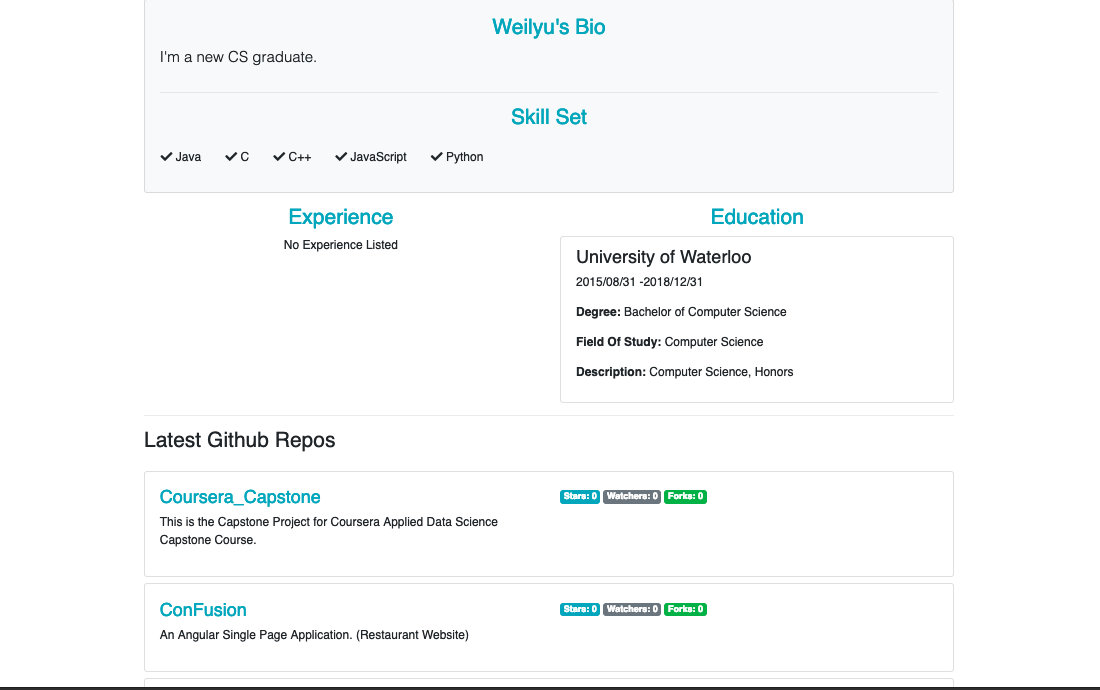 Weilyu's Bio
I'm a new CS graduate.
Skill Set
Java C C++ JavaScript Python
Experience
No Experience Listed
Education
University of Waterloo
2015/08/31 -2018/12/31
Degree: Bachelor of Computer Science
Field Of Study: Computer Science
Description: Computer Science, Honors
Latest Github Repos
Coursera_Capstone
This is the Capstone Project for Coursera Applied Data Science
Capstone Course.
Stars: 0 Watchers: 0 Forks: 0
ConFusion
An Angular Single Page Application. (Restaurant Website)
Stars: 0 Watchers: 0 Forks: 0